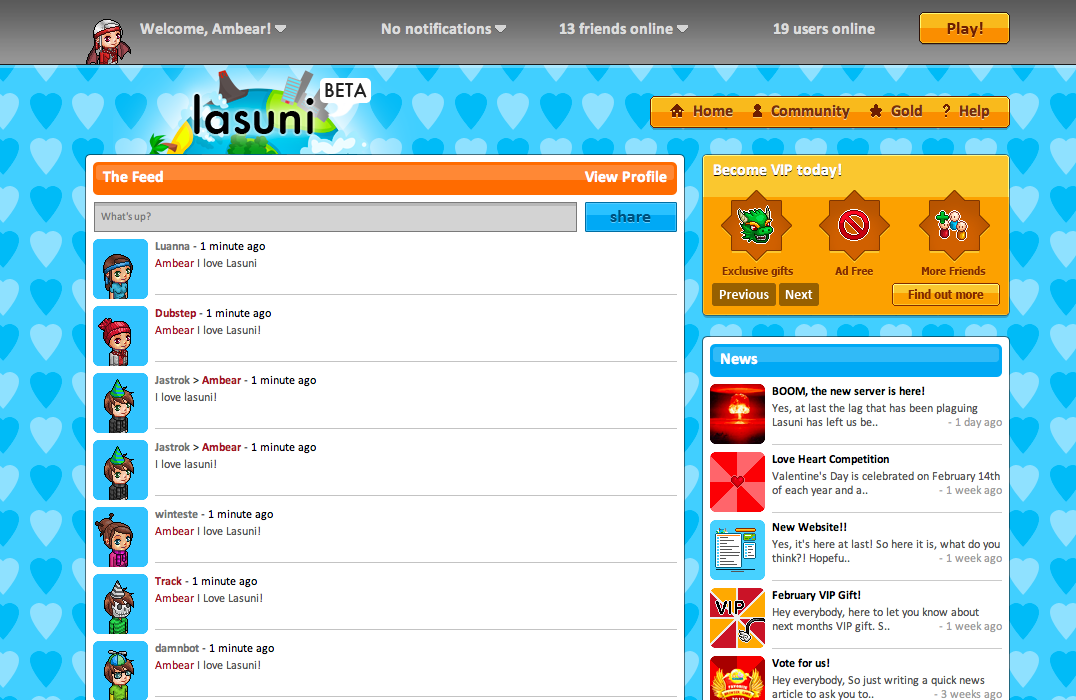 Welcome, Ambear!
No notifications
13 friends online
19 users online
Play!
lasuni
BETA
Home
Community
Gold
? Help
The Feed
View Profile
What's up?
share
Luanna - 1 minute ago
Ambear I love Lasuni
Dubstep - 1 minute ago
Ambear I love Lasuni!
Jastrok > Ambear - 1 minute ago
I love lasuni!
Jastrok > Ambear - 1 minute ago
I love lasuni!
winteste - 1 minute ago
Ambear I love Lasuni!
Track - 1 minute ago
Ambear I Love Lasuni!
damnbot - 1 minute ago
Ambear I love Lasuni!
Become VIP today!
Exclusive gifts
Ad Free
More Friends
Previous
Next
Find out more
News
BOOM, the new server is here!
Yes, at last the lag that has been plaguing
Lasuni has left us be..
- 1 day ago
Love Heart Competition
Valentine's Day is celebrated on February 14th
of each year and a..
- 1 week ago
New Website!!
Yes, it's here at last! So here it is, what do you
think?! Hopefu..
- 1 week ago
VIP
February VIP Gift!
Hey everybody, here to let you know about
next months VIP gift. S..
- 1 week ago
Vote for us!
Hey everybody, So just writing a quick news
article to ask you to..
- 3 weeks ago